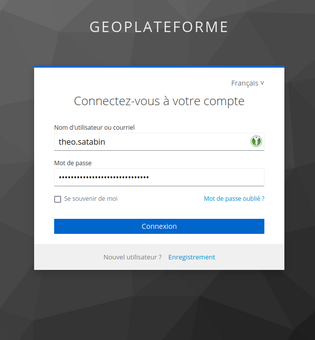 GEOPLATEFORME
Français
Connectez-vous à votre compte
Nom d'utilisateur ou courriel
theo.satabin
Mot de passe
••••••••••••••••••••••••••••••
Se souvenir de moi
Mot de passe oublié ?
Connexion
Nouvel utilisateur ? Enregistrement